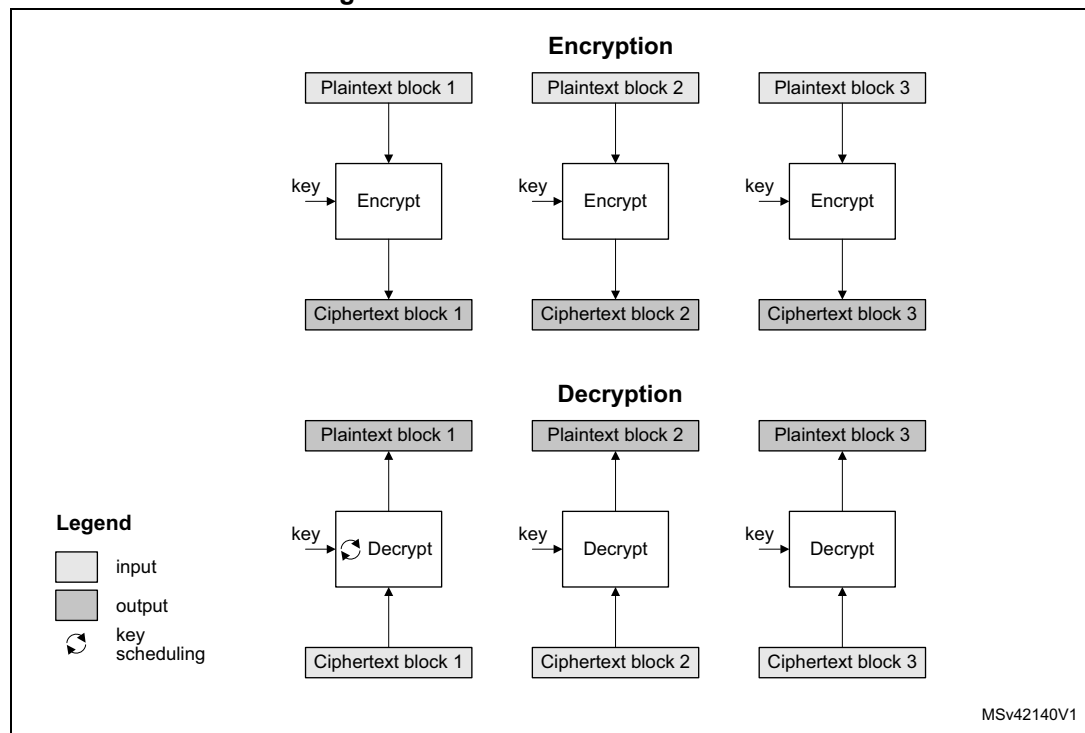 Encryption
Plaintext block 1 Plaintext block 2 Plaintext block 3
key Encrypt key Encrypt key Encrypt
Ciphertext block 1 Ciphertext block 2 Ciphertext block 3
Decryption
Plaintext block 1 Plaintext block 2 Plaintext block 3
key Decrypt key Decrypt key Decrypt
Ciphertext block 1 Ciphertext block 2 Ciphertext block 3
Legend
input
output
key
scheduling
MSv42140V1